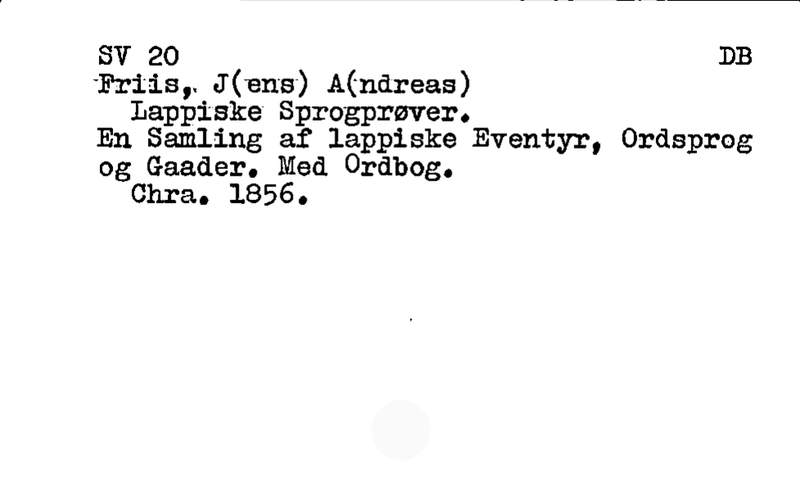 SV 20 DB
Friis, J(ens) A(ndreas)
Lappiske Sprogprøver.
En Samling af lappiske Eventyr, Ordsprog
og Gaader. Med Ordbog.
Chra. 1856.